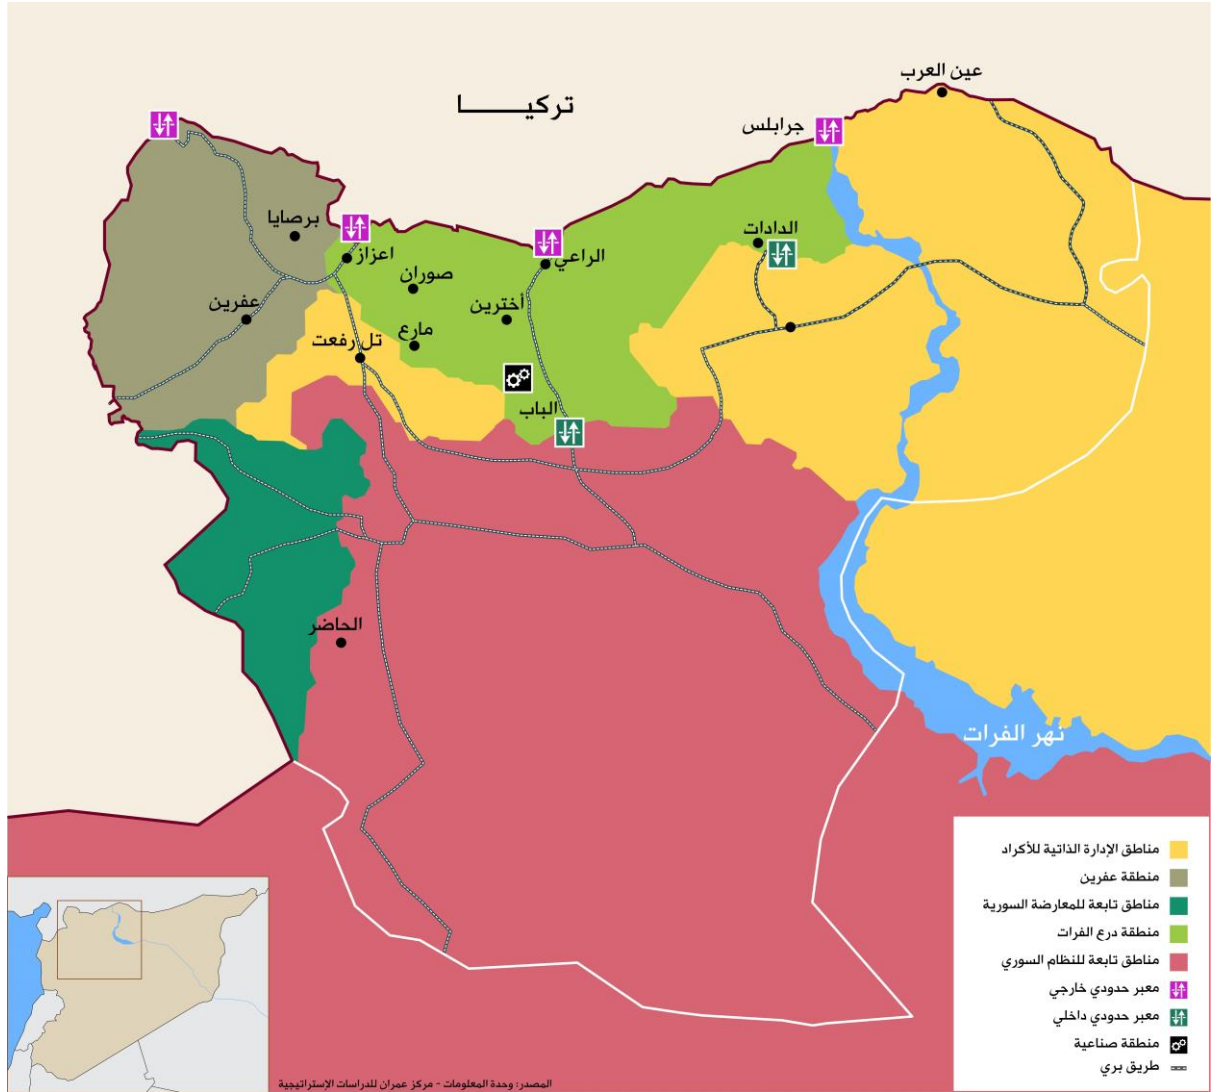 عين العرب
تركيـــــا
جرابلس
برصايا
الدادات
اعزاز
الراعي
صوران
عفرين
أخترين
مارع
تل رفعت
الباب
الحاضر
نهر الفرات
مناطق الإدارة الذاتية للأكراد
منطقة عفرين
مناطق تابعة للمعارضة السورية
منطقة درع الفرات
مناطق تابعة للنظام السوري
معبر حدودي خارجي
معبر حدودي داخلي
منطقة صناعية
طريق بري
المصدر: وحدة المعلومات - مركز عمران للدراسات الإستراتيجية